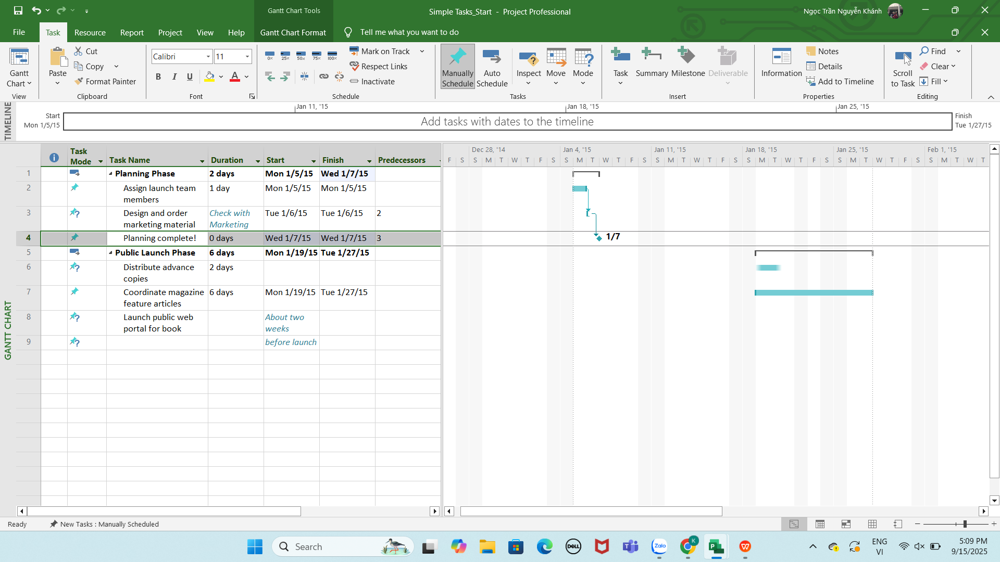 Gantt Chart Tools
Simple Tasks_Start - Project Professional
Ngọc Trần Nguyễn Khánh
File Task Resource Report Project View Help Gantt Chart Format Tell me what you want to do
Gantt Chart
View
Paste
Cut
Copy
Format Painter
Clipboard
Calibri 11
B I U A
Font
0% 25% 50% 75% 100%
Mark on Track
Respect Links
Inactivate
Schedule
Manually Schedule
Auto Schedule
Inspect
Move
Mode
Tasks
Task
Summary
Milestone
Deliverable
Insert
Information
Notes
Details
Add to Timeline
Properties
Scroll to Task
Find
Clear
Fill
Editing
TIMELINE
Jan 11, '15 Jan 18, '15 Jan 25, '15
Start
Mon 1/5/15
Add tasks with dates to the timeline
Finish
Tue 1/27/15
GANTT CHART
Task Mode Task Name Duration Start Finish Predecessors
Dec 28, '14 Jan 4, '15 Jan 11, '15 Jan 18, '15 Jan 25, '15 Feb 1, '15
F S S M T W T F S S M T W T F S S M T W T F S S M T W T F S S M T W T F S S M T W T
1 Planning Phase 2 days Mon 1/5/15 Wed 1/7/15
2 Assign launch team members 1 day Mon 1/5/15 Mon 1/5/15
3 Design and order marketing material Check with Marketing Tue 1/6/15 Tue 1/6/15 2
4 Planning complete! 0 days Wed 1/7/15 Wed 1/7/15 3
1/7
5 Public Launch Phase 6 days Mon 1/19/15 Tue 1/27/15
6 Distribute advance copies 2 days
7 Coordinate magazine feature articles 6 days Mon 1/19/15 Tue 1/27/15
8 Launch public web portal for book About two weeks
9 before launch
Ready New Tasks : Manually Scheduled
Search
DELL
Zalo
K
ENG
VI
5:09 PM
9/15/2025